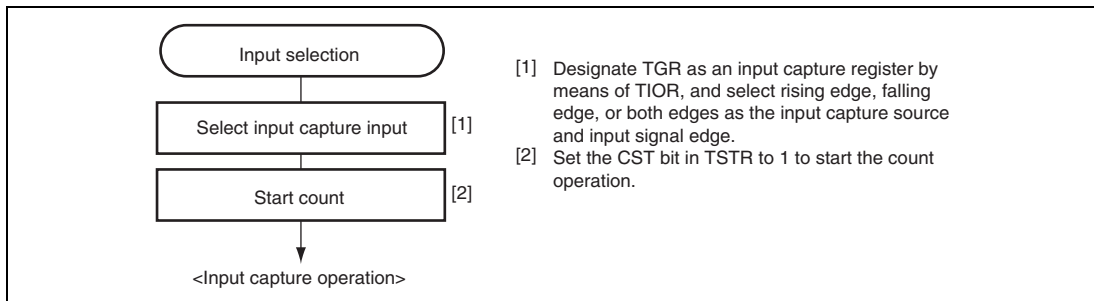 Input selection
Select input capture input
[1]
Start count
[2]
<Input capture operation>
[1] Designate TGR as an input capture register by
means of TIOR, and select rising edge, falling
edge, or both edges as the input capture source
and input signal edge.
[2] Set the CST bit in TSTR to 1 to start the count
operation.